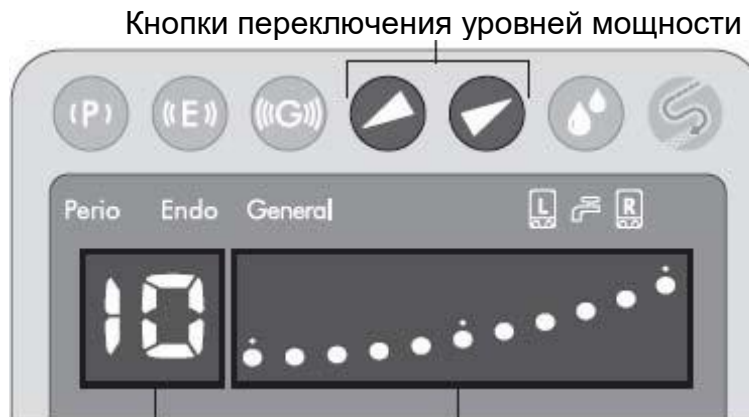 Кнопки переключения уровней мощности
(P) ((E)) (((G)))
Perio Endo General L R
10